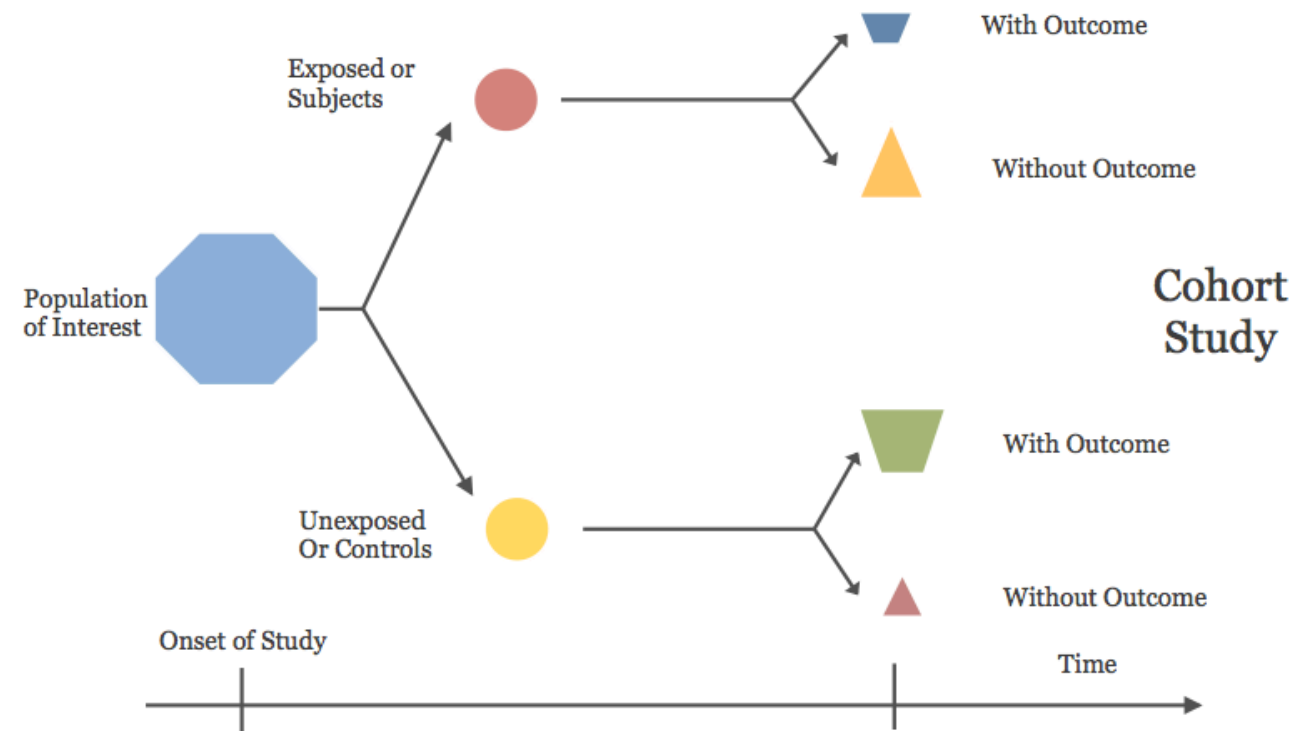 With Outcome
Exposed or
Subjects
Without Outcome
Population
of Interest
Cohort
Study
With Outcome
Unexposed
Or Controls
Without Outcome
Onset of Study
Time